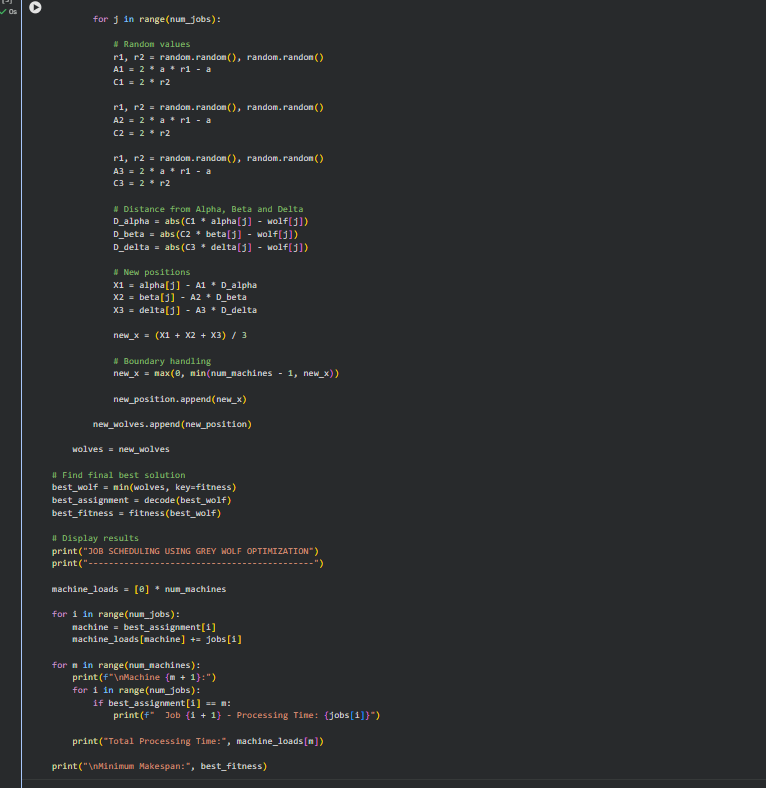 0s
for j in range(num_jobs):
# Random values
r1, r2 = random.random(), random.random()
A1 = 2 * a * r1 - a
C1 = 2 * r2
r1, r2 = random.random(), random.random()
A2 = 2 * a * r1 - a
C2 = 2 * r2
r1, r2 = random.random(), random.random()
A3 = 2 * a * r1 - a
C3 = 2 * r2
# Distance from Alpha, Beta and Delta
D_alpha = abs(C1 * alpha[j] - wolf[j])
D_beta = abs(C2 * beta[j] - wolf[j])
D_delta = abs(C3 * delta[j] - wolf[j])
# New positions
X1 = alpha[j] - A1 * D_alpha
X2 = beta[j] - A2 * D_beta
X3 = delta[j] - A3 * D_delta
new_x = (X1 + X2 + X3) / 3
# Boundary handling
new_x = max(0, min(num_machines - 1, new_x))
new_position.append(new_x)
new_wolves.append(new_position)
wolves = new_wolves
# Find final best solution
best_wolf = min(wolves, key=fitness)
best_assignment = decode(best_wolf)
best_fitness = fitness(best_wolf)
# Display results
print("JOB SCHEDULING USING GREY WOLF OPTIMIZATION")
print("-------------------------------------------")
machine_loads = [0] * num_machines
for i in range(num_jobs):
machine = best_assignment[i]
machine_loads[machine] += jobs[i]
for m in range(num_machines):
print(f"\nMachine {m + 1}:")
for i in range(num_jobs):
if best_assignment[i] == m:
print(f"  Job {i + 1} - Processing Time: {jobs[i]}")
print("Total Processing Time:", machine_loads[m])
print("\nMinimum Makespan:", best_fitness)